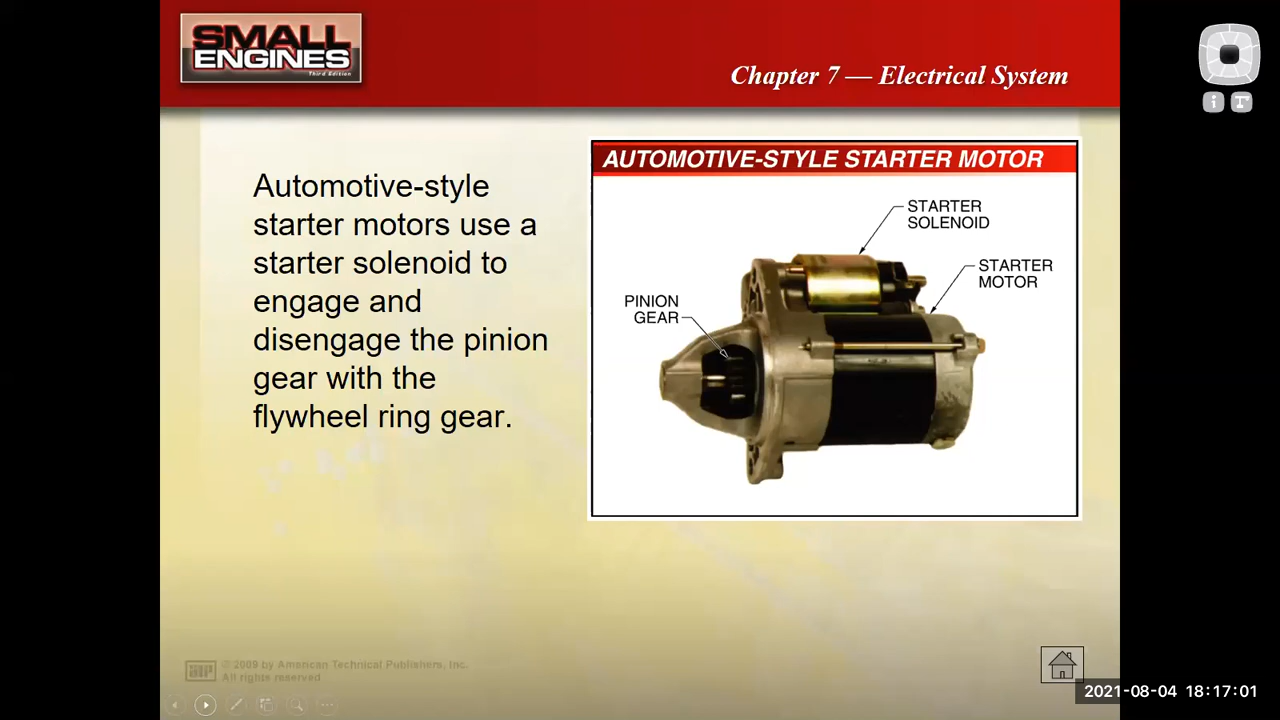 SMALL
ENGINES
Third Edition
Chapter 7 — Electrical System
Automotive-style
starter motors use a
starter solenoid to
engage and
disengage the pinion
gear with the
flywheel ring gear.
AUTOMOTIVE-STYLE STARTER MOTOR
STARTER
SOLENOID
STARTER
MOTOR
PINION
GEAR
atp
© 2009 by American Technical Publishers, Inc.
All rights reserved
2021-08-04 18:17:01